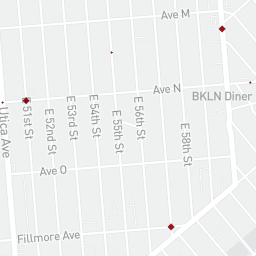 Ave M
Ave N
BKLN Diner
Utica Ave
E 51st St
E 52nd St
E 53rd St
E 54th St
E 55th St
E 56th St
E 58th St
Ave O
Fillmore Ave